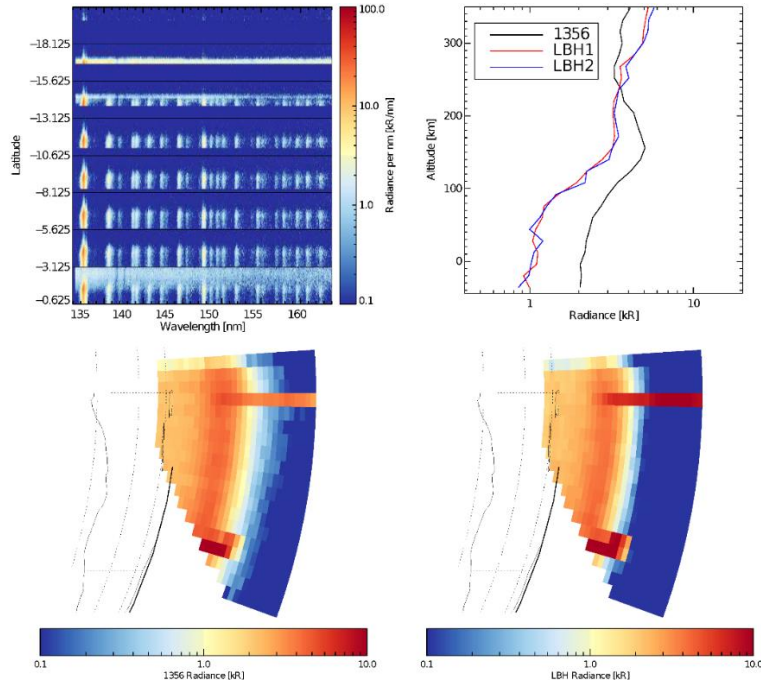 100.0
10.0
1.0
0.1
Radiance per nm [kR/nm]
Latitude
−18.125
−15.625
−13.125
−10.625
−8.125
−5.625
−3.125
−0.625
135 140 145 150 155 160
Wavelength [nm]
1356
LBH1
LBH2
Altitude [km]
300
200
100
0
1 10
Radiance [kR]
0.1 1.0 10.0
1356 Radiance [kR]
0.1 1.0 10.0
LBH Radiance [kR]